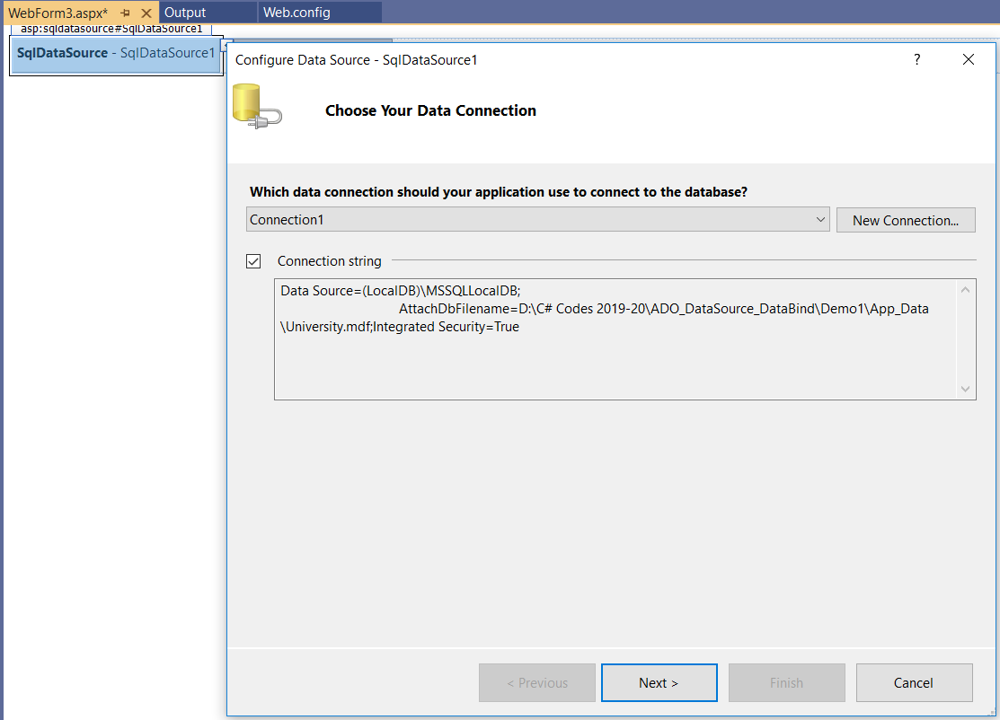 WebForm3.aspx*
Output
Web.config
asp:sqldatasource#SqlDataSource1
SqlDataSource - SqlDataSource1
Configure Data Source - SqlDataSource1
?
Choose Your Data Connection
Which data connection should your application use to connect to the database?
Connection1
New Connection...
Connection string
Data Source=(LocalDB)\MSSQLLocalDB;
AttachDbFilename=D:\C# Codes 2019-20\ADO_DataSource_DataBind\Demo1\App_Data
\University.mdf;Integrated Security=True
< Previous
Next >
Finish
Cancel